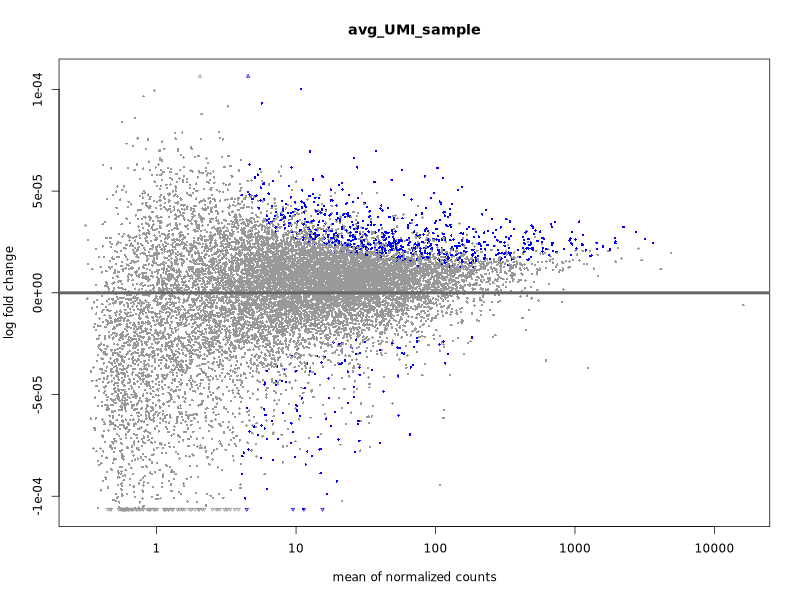 avg_UMI_sample
1e-04
5e-05
0e+00
-5e-05
-1e-04
log fold change
1
10
100
1000
10000
mean of normalized counts